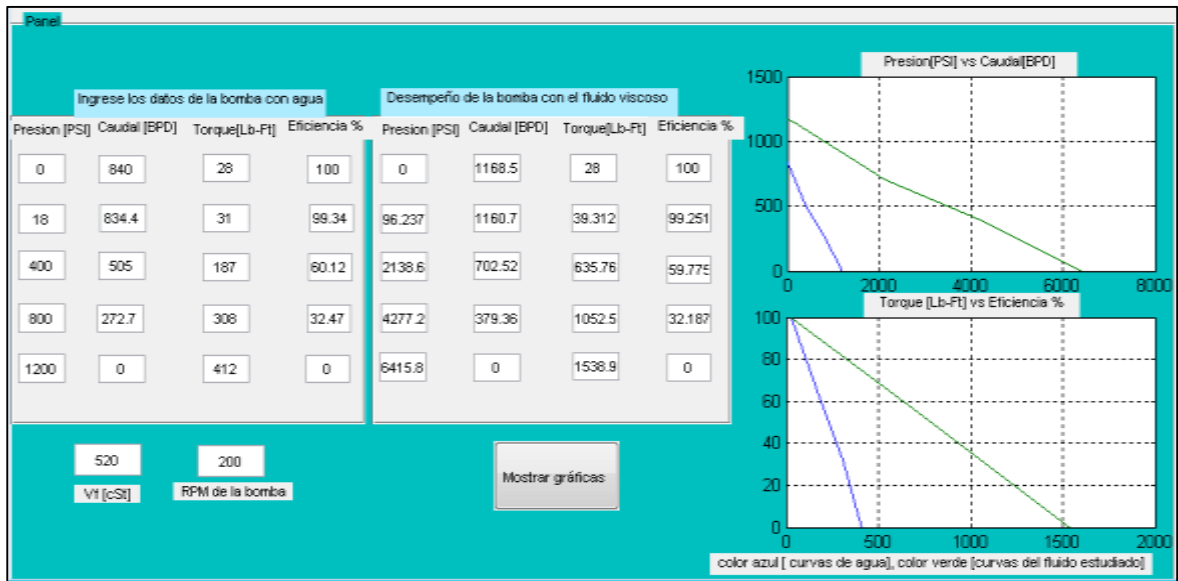 Panel
Ingrese los datos de la bomba con agua
Presion [PSI] Caudal [BPD] Torque[Lb-Ft] Eficiencia %
0 840 28 100
18 834.4 31 99.34
400 505 187 60.12
800 272.7 308 32.47
1200 0 412 0
Desempeño de la bomba con el fluido viscoso
Presion [PSI] Caudal [BPD] Torque[Lb-Ft] Eficiencia %
0 1168.5 28 100
96.237 1160.7 39.312 99.251
2138.6 702.52 635.76 59.775
4277.2 379.36 1052.5 32.187
6415.8 0 1538.9 0
520
Vf [cSt]
200
RPM de la bomba
Mostrar gráficas
Presion[PSI] vs Caudal[BPD]
1500
1000
500
0
0 2000 4000 6000 8000
Torque [Lb-Ft] vs Eficiencia %
100
80
60
40
20
0
0 500 1000 1500 2000
color azul [ curvas de agua], color verde [curvas del fluido estudiado]